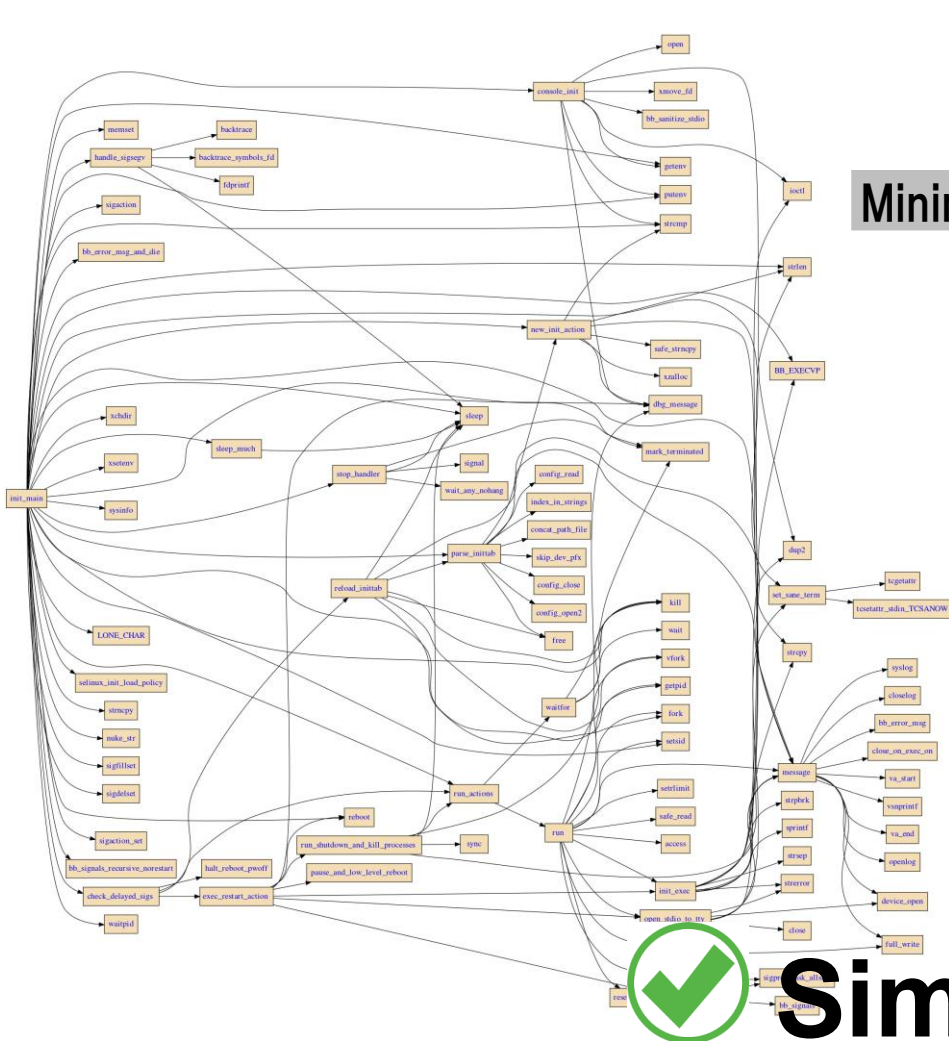 open
console_init
xmove_fd
bb_sanitize_stdio
memset
backtrace
handle_sigsegv
backtrace_symbols_fd
getenv
fdprintf
putenv
ioctl
Minin
xigaction
strcmp
bb_error_msg_and_die
strlen
new_init_action
safe_strncpy
xzalloc
BB_EXECVP
dbg_message
xchdir
sleep
sleep_much
mark_terminated
xsetenv
stop_handler
signal
config_read
wait_any_nohang
init_main
sysinfo
index_in_strings
concat_path_file
parse_inittab
skip_dev_pfx
dup2
reload_inittab
config_close
set_sane_term
tcgetattr
tcsetattr_stdin_TCSANOW
config_open2
kill
LONE_CHAR
free
wait
strcpy
vfork
syslog
selinux_init_load_policy
getpid
closelog
strncpy
waitfor
fork
bb_error_msg
nuke_str
setsid
close_on_exec_on
sigfillset
message
va_start
sigdelset
run_actions
setrlimit
strpbrk
vsnprintf
reboot
safe_read
sprintf
va_end
sigaction_set
run_shutdown_and_kill_processes
sync
run
access
strsep
openlog
bb_signals_recursive_norestart
halt_reboot_pwoff
pause_and_low_level_reboot
init_exec
strerror
check_delayed_sigs
exec_restart_action
device_open
open_stdio_to_tty
waitpid
close
full_write
Sim